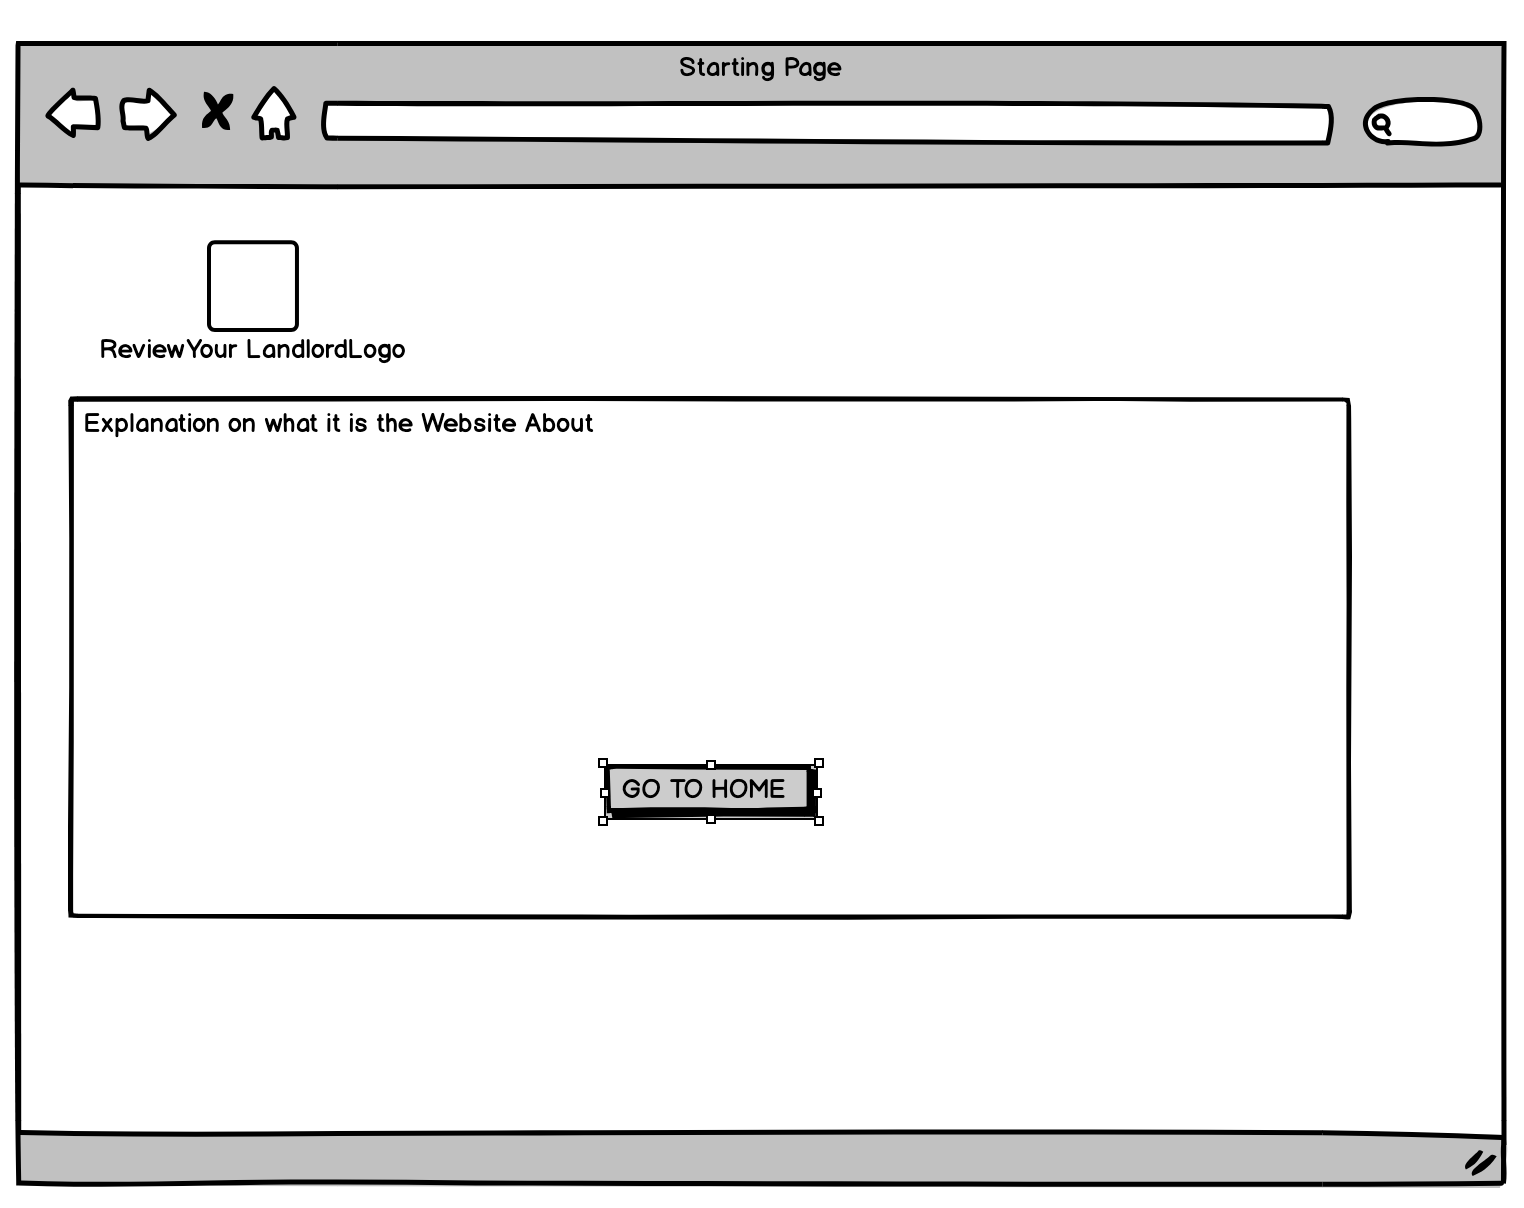 Starting Page
ReviewYour LandlordLogo
Explanation on what it is the Website About
GO TO HOME